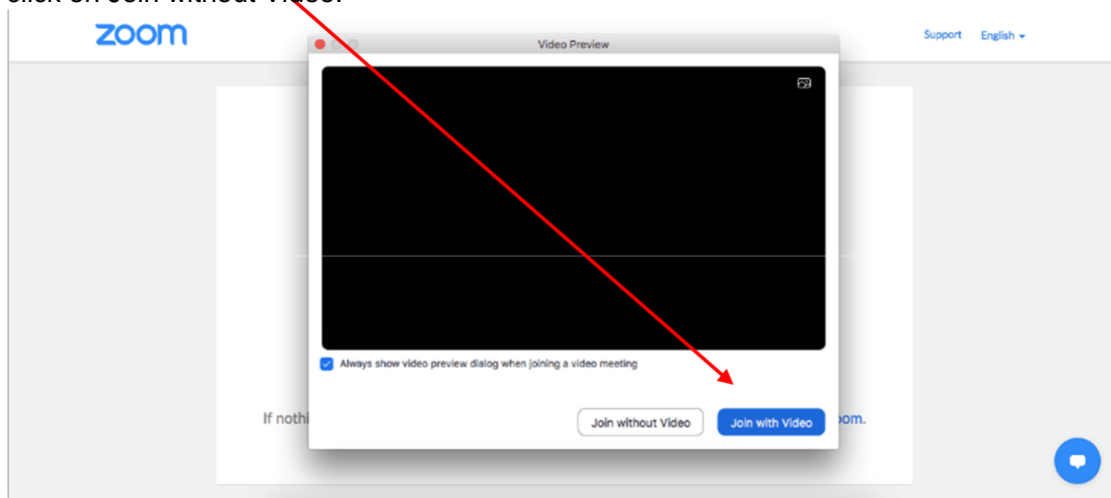 click on Join without Video.
zoom
Video Preview
Support English
Always show video preview dialog when joining a video meeting
If nothi
oom.
Join without Video Join with Video